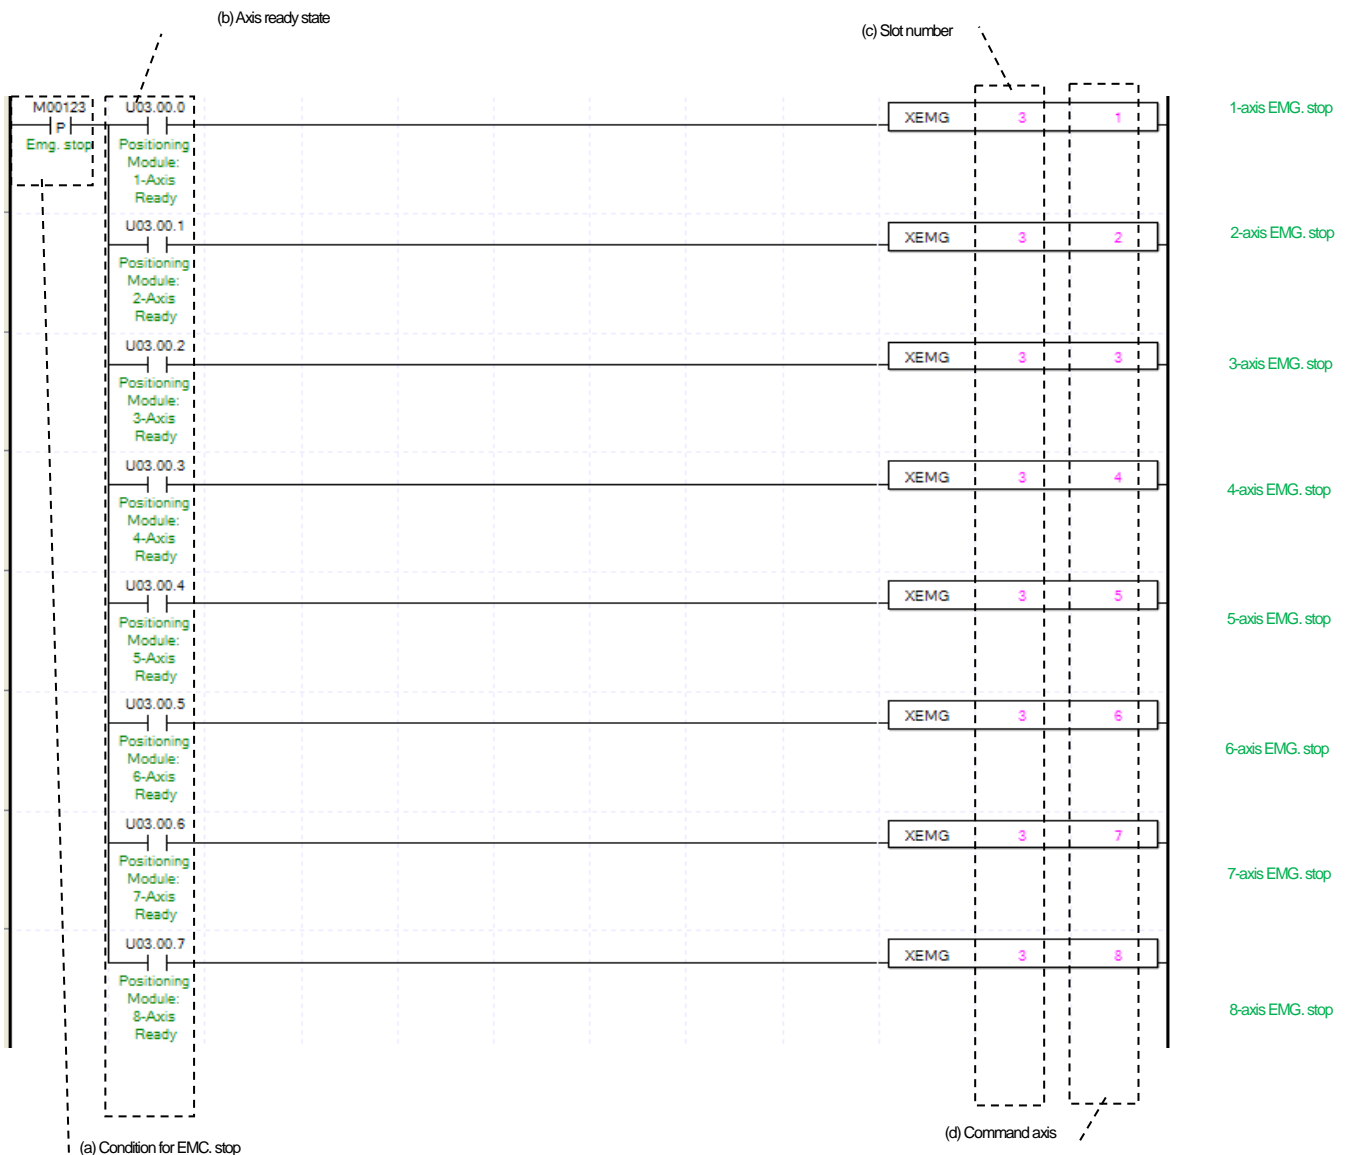 (b) Axis ready state
(c) Slot number
M00123
P
Emg. stop
U03.00.0
Positioning
Module:
1-Axis
Ready
XEMG 3 1
1-axis EMG. stop
U03.00.1
Positioning
Module:
2-Axis
Ready
XEMG 3 2
2-axis EMG. stop
U03.00.2
Positioning
Module:
3-Axis
Ready
XEMG 3 3
3-axis EMG. stop
U03.00.3
Positioning
Module:
4-Axis
Ready
XEMG 3 4
4-axis EMG. stop
U03.00.4
Positioning
Module:
5-Axis
Ready
XEMG 3 5
5-axis EMG. stop
U03.00.5
Positioning
Module:
6-Axis
Ready
XEMG 3 6
6-axis EMG. stop
U03.00.6
Positioning
Module:
7-Axis
Ready
XEMG 3 7
7-axis EMG. stop
U03.00.7
Positioning
Module:
8-Axis
Ready
XEMG 3 8
8-axis EMG. stop
(d) Command axis
(a) Condition for EMC. stop